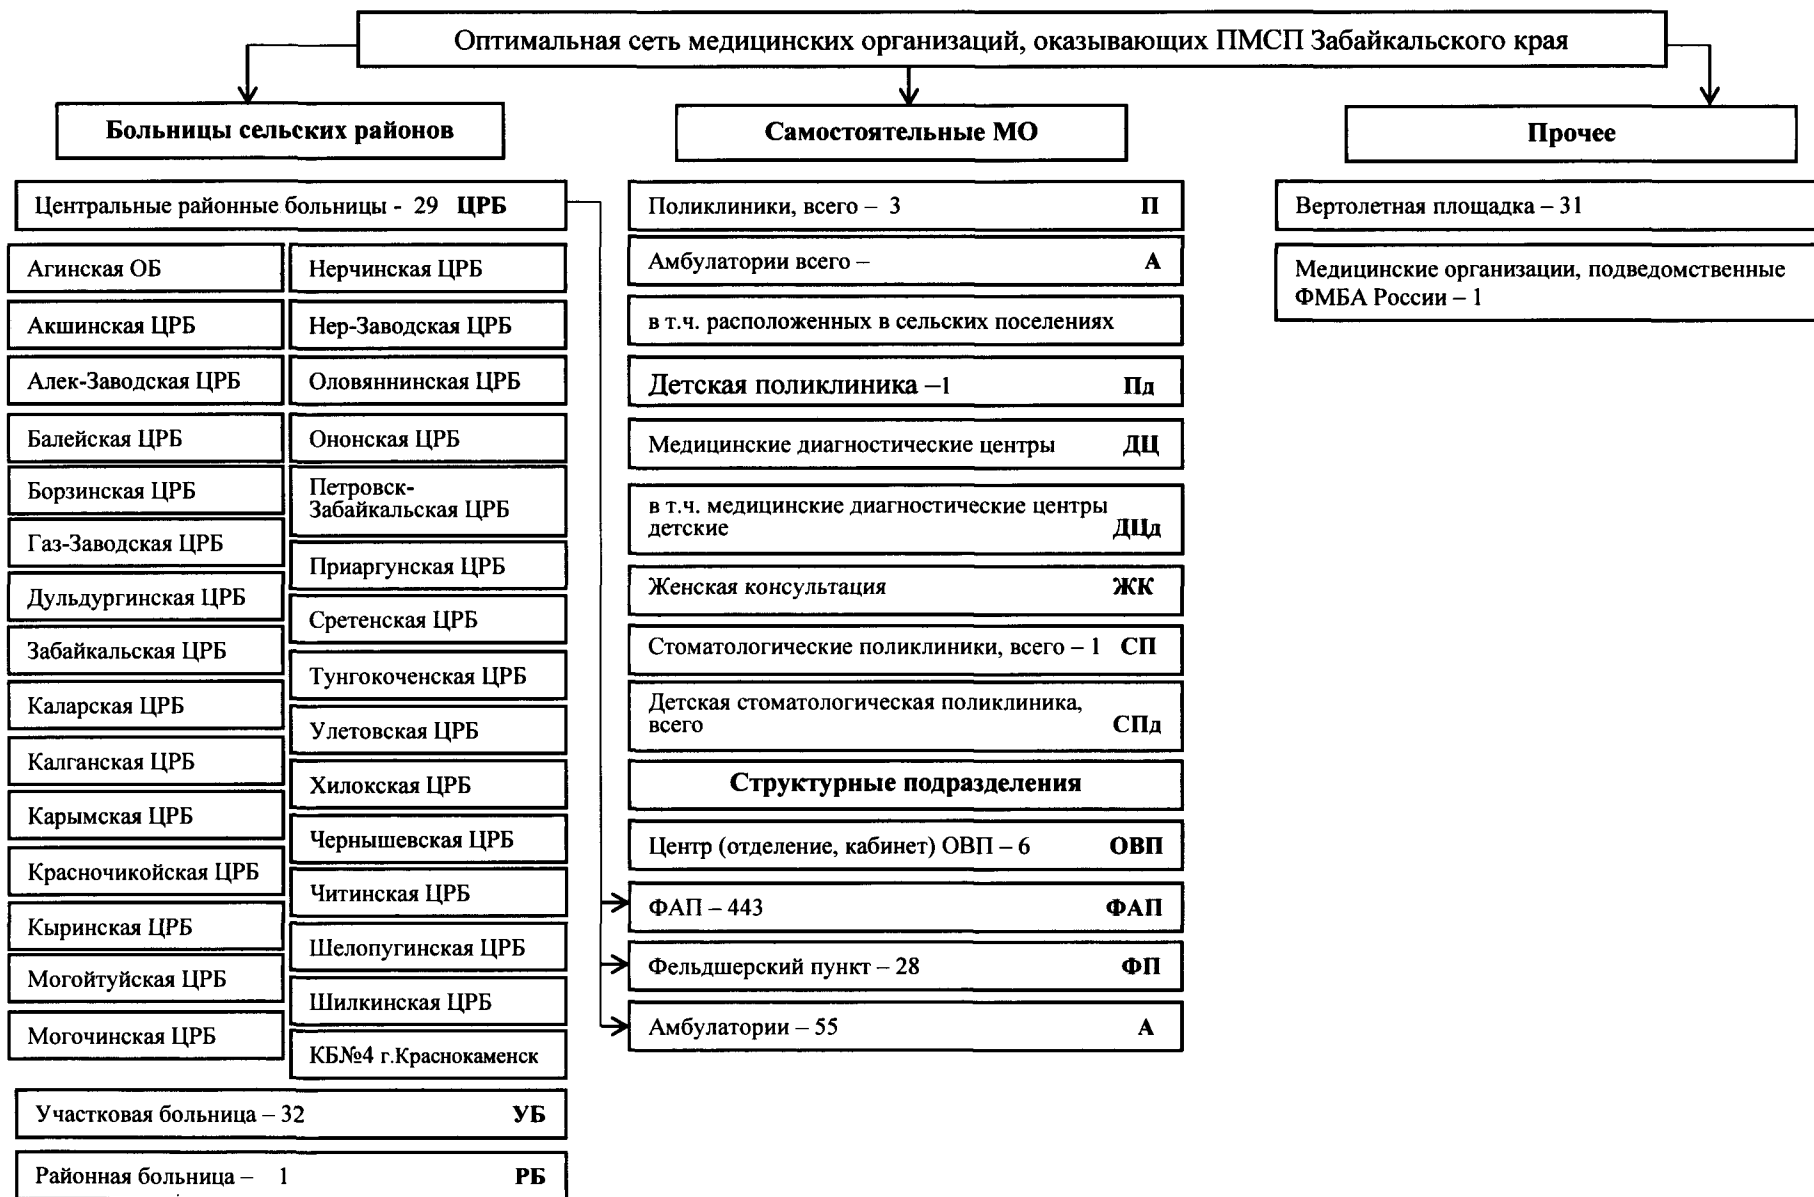 Оптимальная сеть медицинских организаций, оказывающих ПМСП Забайкальского края
Больницы сельских районов
Центральные районные больницы - 29 ЦРБ
Агинская ОБ
Акшинская ЦРБ
Алек-Заводская ЦРБ
Балейская ЦРБ
Борзинская ЦРБ
Газ-Заводская ЦРБ
Дульдургинская ЦРБ
Забайкальская ЦРБ
Каларская ЦРБ
Калганская ЦРБ
Карымская ЦРБ
Красночикойская ЦРБ
Кыринская ЦРБ
Могойтуйская ЦРБ
Могочинская ЦРБ
Нерчинская ЦРБ
Нер-Заводская ЦРБ
Оловяннинская ЦРБ
Ононская ЦРБ
Петровск-
Забайкальская ЦРБ
Приаргунская ЦРБ
Сретенская ЦРБ
Тунгокоченская ЦРБ
Улетовская ЦРБ
Хилокская ЦРБ
Чернышевская ЦРБ
Читинская ЦРБ
Шелопугинская ЦРБ
Шилкинская ЦРБ
КБ№4 г.Краснокаменск
Участковая больница – 32 УБ
Районная больница – 1 РБ
Самостоятельные МО
Поликлиники, всего – 3 П
Амбулатории всего – А
в т.ч. расположенных в сельских поселениях
Детская поликлиника –1 Пд
Медицинские диагностические центры ДЦ
в т.ч. медицинские диагностические центры
детские ДЦд
Женская консультация ЖК
Стоматологические поликлиники, всего – 1 СП
Детская стоматологическая поликлиника,
всего СПд
Структурные подразделения
Центр (отделение, кабинет) ОВП – 6 ОВП
ФАП – 443 ФАП
Фельдшерский пункт – 28 ФП
Амбулатории – 55 А
Прочее
Вертолетная площадка – 31
Медицинские организации, подведомственные
ФМБА России – 1